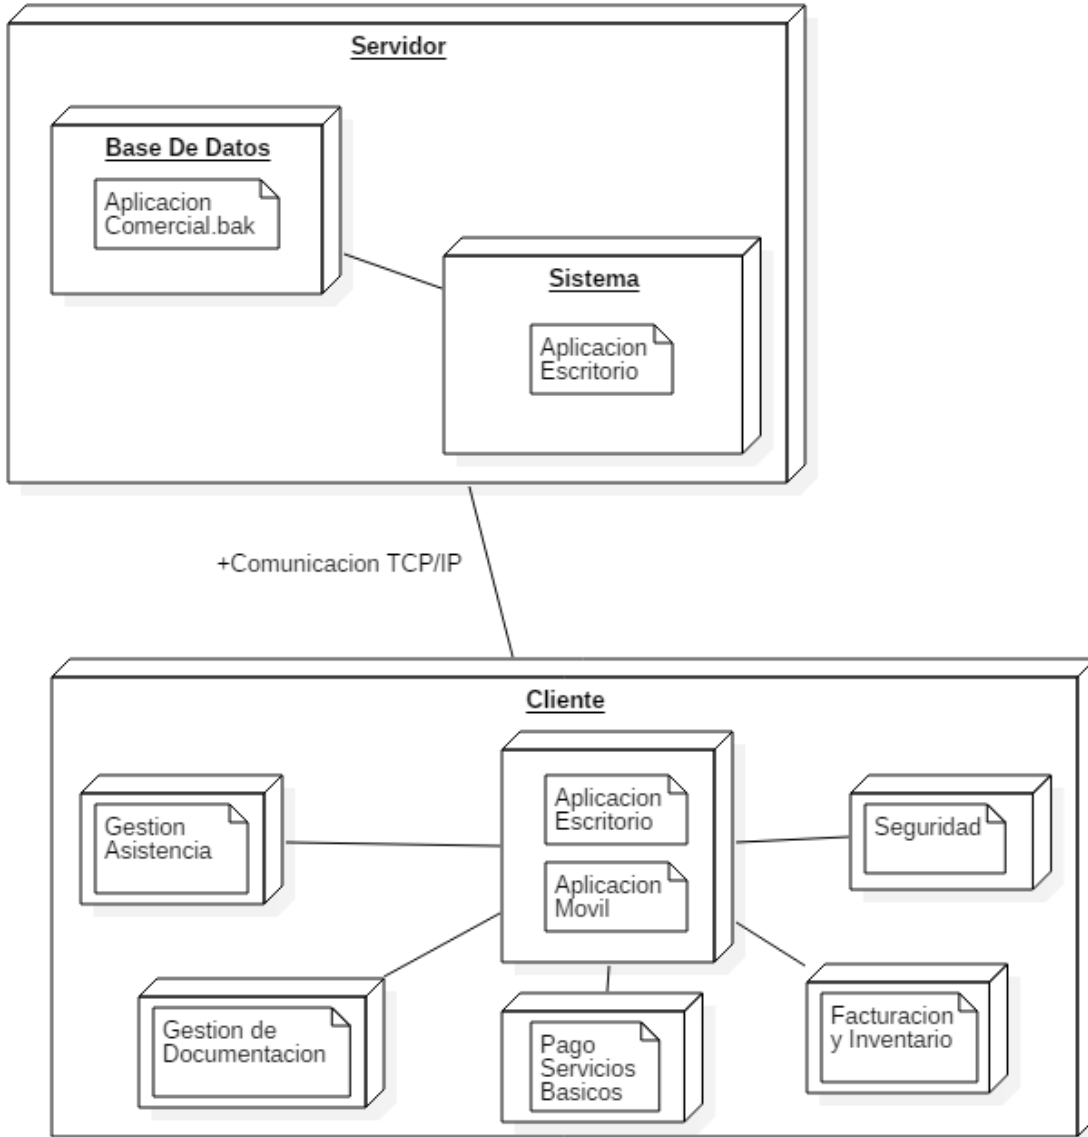 Servidor
Base De Datos
Aplicacion
Comercial.bak
Sistema
Aplicacion
Escritorio
+Comunicacion TCP/IP
Cliente
Aplicacion
Escritorio
Aplicacion
Movil
Gestion
Asistencia
Seguridad
Gestion de
Documentacion
Pago
Servicios
Basicos
Facturacion
y Inventario